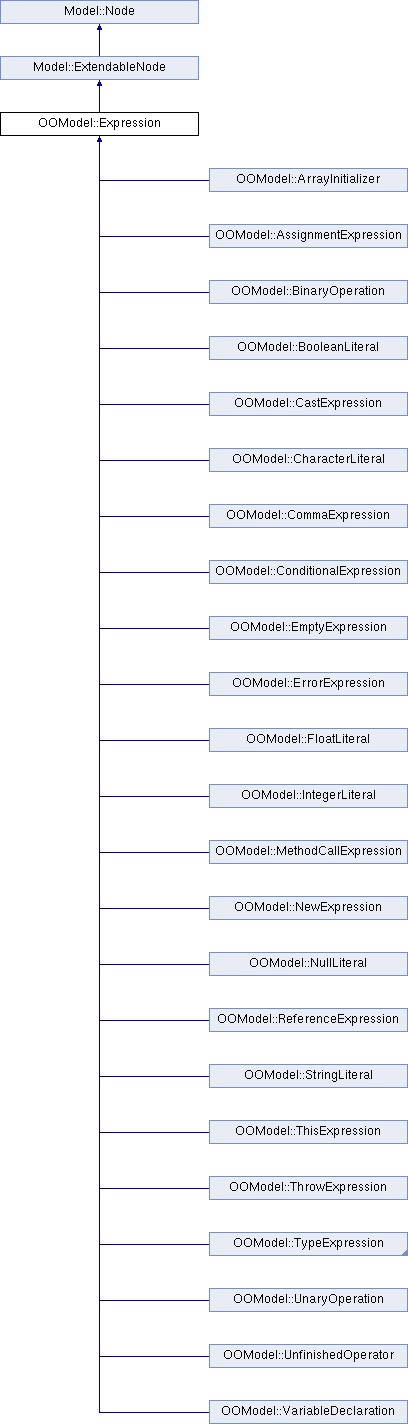 Model::Node
Model::ExtendableNode
OOModel::Expression
OOModel::ArrayInitializer
OOModel::AssignmentExpression
OOModel::BinaryOperation
OOModel::BooleanLiteral
OOModel::CastExpression
OOModel::CharacterLiteral
OOModel::CommaExpression
OOModel::ConditionalExpression
OOModel::EmptyExpression
OOModel::ErrorExpression
OOModel::FloatLiteral
OOModel::IntegerLiteral
OOModel::MethodCallExpression
OOModel::NewExpression
OOModel::NullLiteral
OOModel::ReferenceExpression
OOModel::StringLiteral
OOModel::ThisExpression
OOModel::ThrowExpression
OOModel::TypeExpression
OOModel::UnaryOperation
OOModel::UnfinishedOperator
OOModel::VariableDeclaration